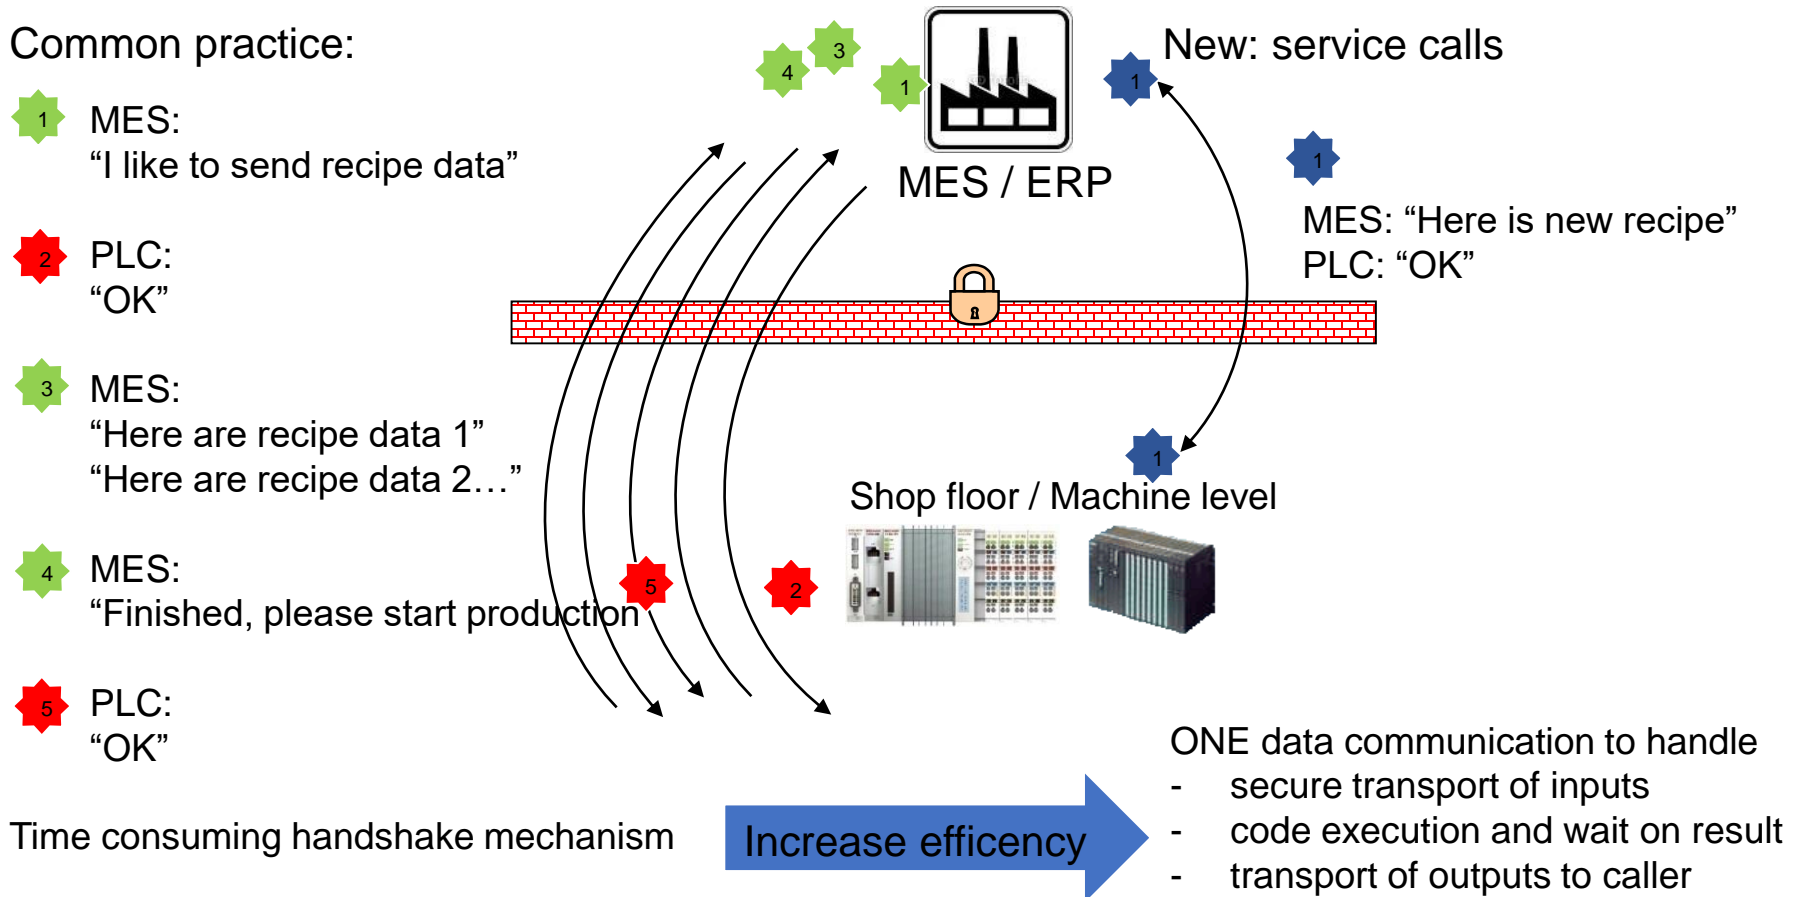 Common practice:
1
MES:
“I like to send recipe data”
2
PLC:
“OK”
3
MES:
“Here are recipe data 1”
“Here are recipe data 2…”
4
MES:
“Finished, please start production
5
PLC:
“OK”
Time consuming handshake mechanism
4
3
1
MES / ERP
5
2
Shop floor / Machine level
Increase efficency
New: service calls
1
1
MES: “Here is new recipe”
PLC: “OK”
1
ONE data communication to handle
- secure transport of inputs
- code execution and wait on result
- transport of outputs to caller